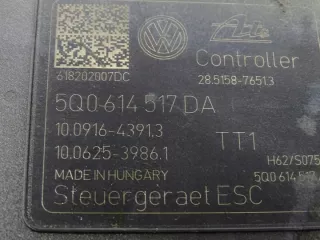 Ate
Controller
618202007DC
28.5158-7651.3
5Q0 614 517 DA
10.0916-4391.3
TT1
10.0625-3986.1
H62/S075
MADE IN HUNGARY
5Q0 614 517
Steuergeraet ESC